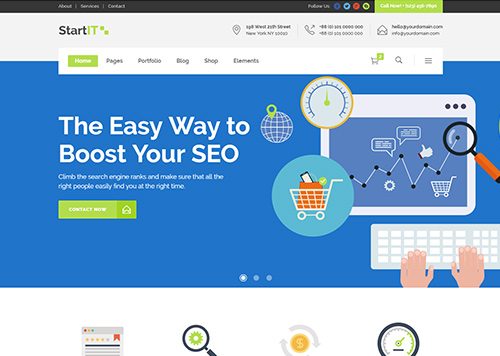 About | Services | Contact
Follow Us
Call Now! + (123) 456-7890
StartIT
198 West 21th Street
New York NY 10010
+88 (0) 101 0000 000
+88 (0) 101 0000 000
hello@yourdomain.com
info@yourdomain.com
Home Pages Portfolio Blog Shop Elements
2
The Easy Way to
Boost Your SEO
Climb the search engine ranks and make sure that all the
right people easily find you at the right time.
CONTACT NOW